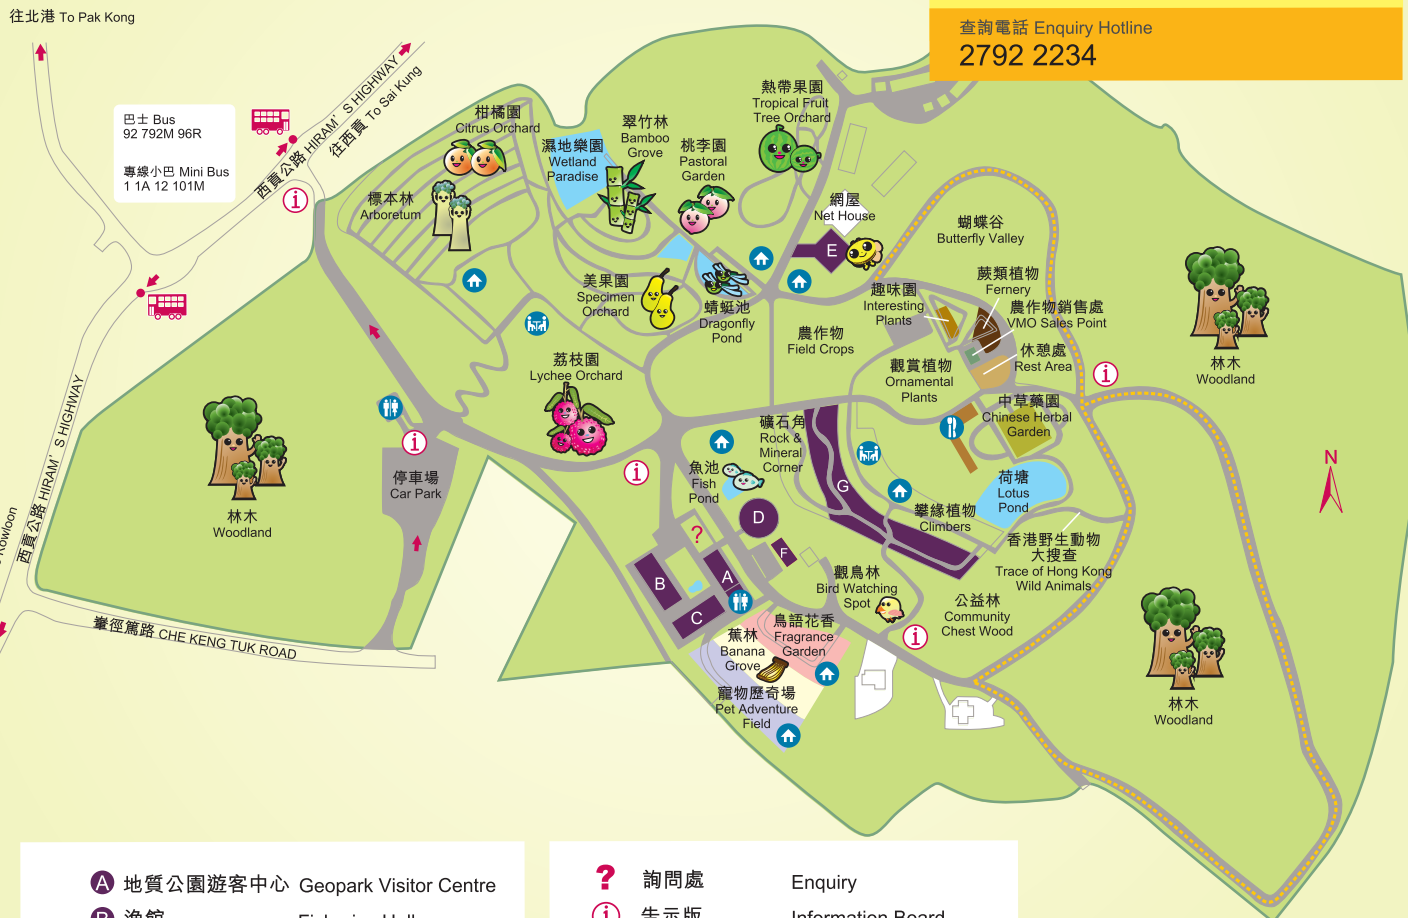 往北港 To Pak Kong
查詢電話 Enquiry Hotline
2792 2234
西貢公路 HIRAM'S HIGHWAY
往西貢 To Sai Kung
巴士 Bus
92 792M 96R
專線小巴 Mini Bus
1 1A 12 101M
柑橘園
Citrus Orchard
標本林
Arboretum
濕地樂園
Wetland
Paradise
翠竹林
Bamboo
Grove
桃李園
Pastoral
Garden
熱帶果園
Tropical Fruit
Tree Orchard
網屋
Net House
E
蝴蝶谷
Butterfly Valley
蕨類植物
Fernery
農作物銷售處
VMO Sales Point
休憩處
Rest Area
趣味園
Interesting
Plants
美果園
Specimen
Orchard
蜻蜓池
Dragonfly
Pond
農作物
Field Crops
觀賞植物
Ornamental
Plants
中草藥園
Chinese Herbal
Garden
荔枝園
Lychee Orchard
礦石角
Rock &
Mineral
Corner
魚池
Fish
Pond
G
D
F
?
A
B
C
荷塘
Lotus
Pond
攀緣植物
Climbers
香港野生動物
大搜查
Trace of Hong Kong
Wild Animals
觀鳥林
Bird Watching
Spot
公益林
Community
Chest Wood
鳥語花香
Fragrance
Garden
蕉林
Banana
Grove
寵物歷奇場
Pet Adventure
Field
停車場
Car Park
林木
Woodland
林木
Woodland
林木
Woodland
N
西貢公路 HIRAM'S HIGHWAY
Kowloon
輋徑篤路 CHE KENG TUK ROAD
A 地質公園遊客中心 Geopark Visitor Centre
? 詢問處 Enquiry
i 告示版 Information Board